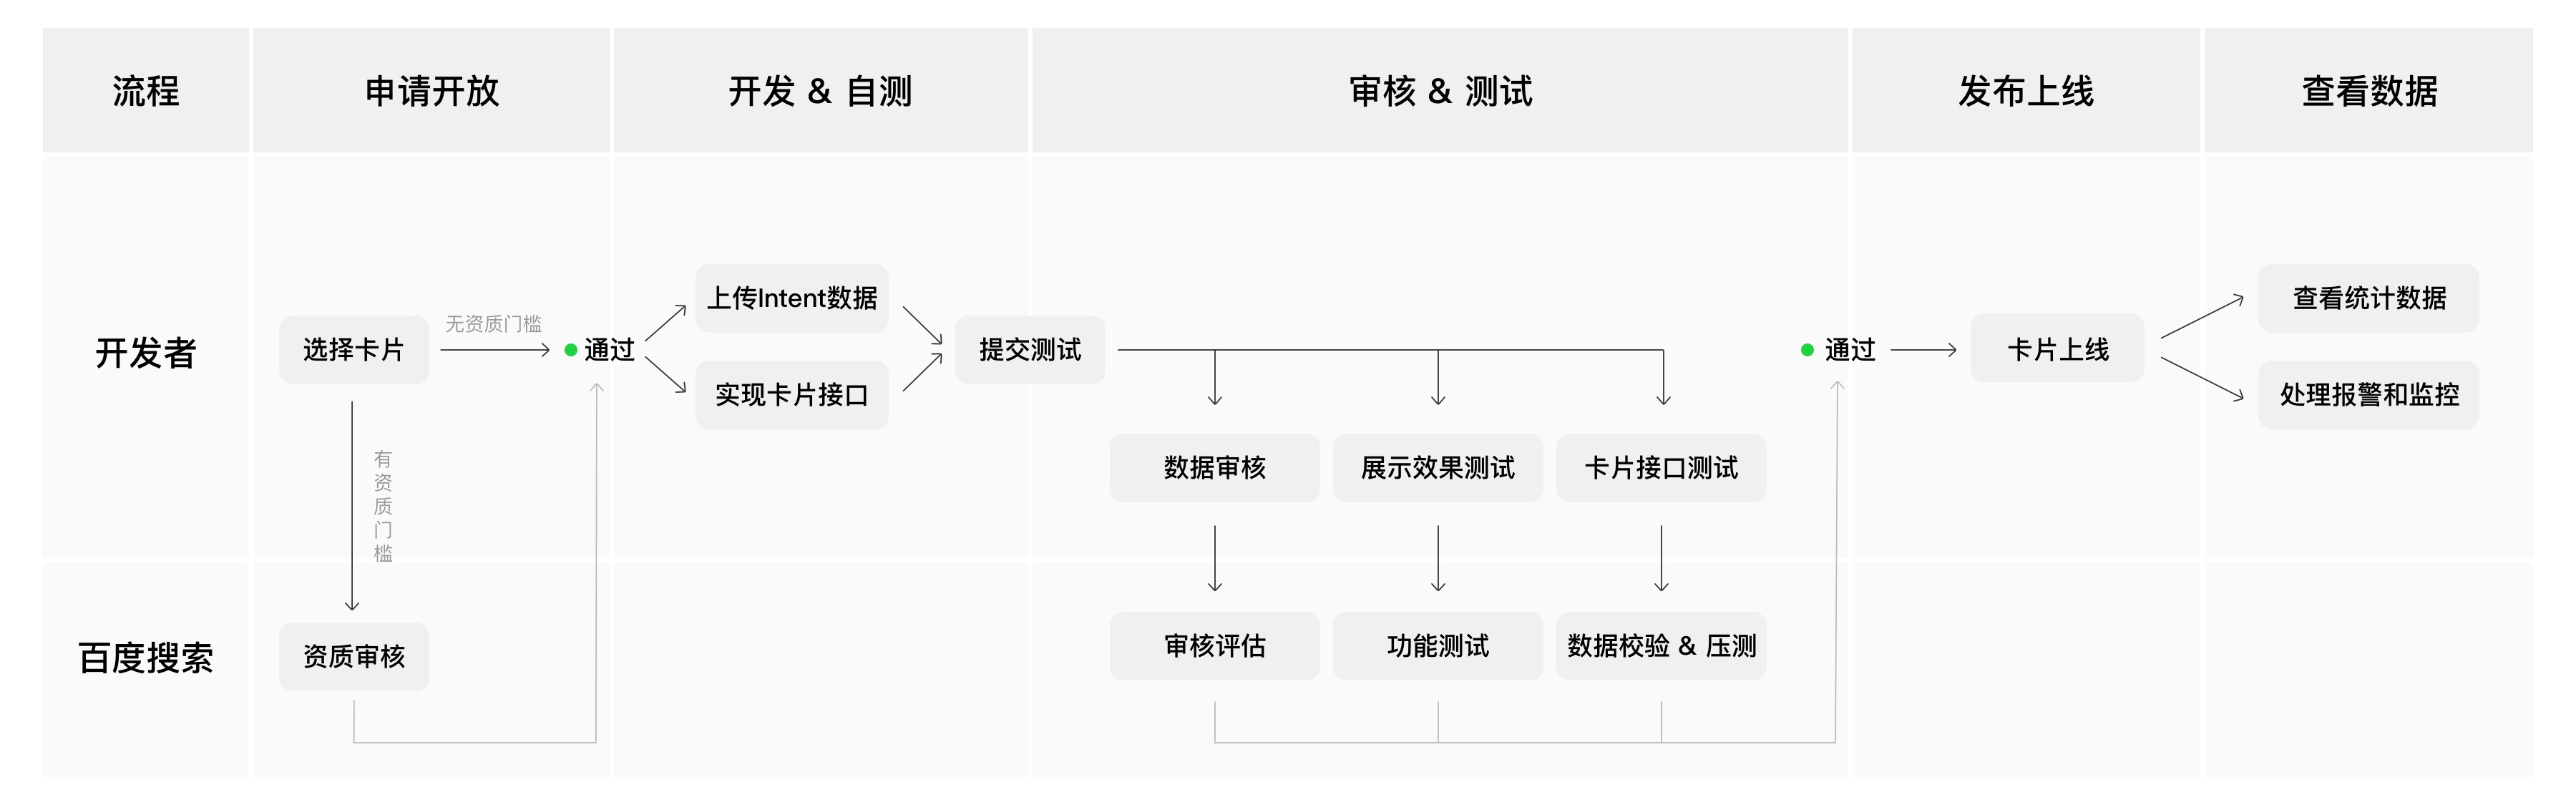 流程
申请开放
开发 & 自测
审核 & 测试
发布上线
查看数据
开发者
选择卡片
无资质门槛
通过
上传Intent数据
实现卡片接口
提交测试
通过
卡片上线
查看统计数据
处理报警和监控
有
资
质
门
槛
数据审核
展示效果测试
卡片接口测试
百度搜索
资质审核
审核评估
功能测试
数据校验 & 压测